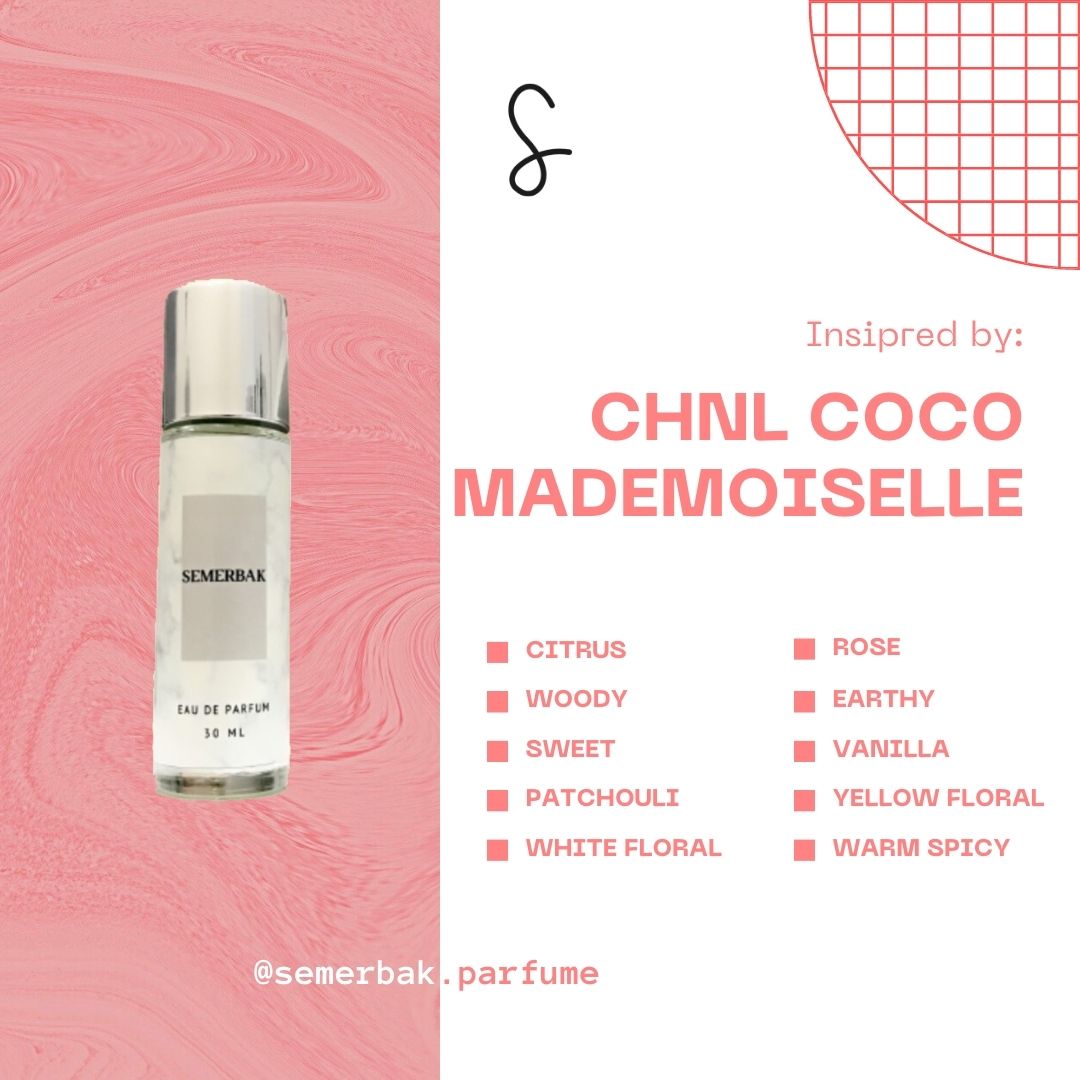 S
Insipred by:
CHNL COCO
MADEMOISELLE
SEMERBAK
EAU DE PARFUM
30 ML
CITRUS
WOODY
SWEET
PATCHOULI
WHITE FLORAL
ROSE
EARTHY
VANILLA
YELLOW FLORAL
WARM SPICY
@semerbak.parfume